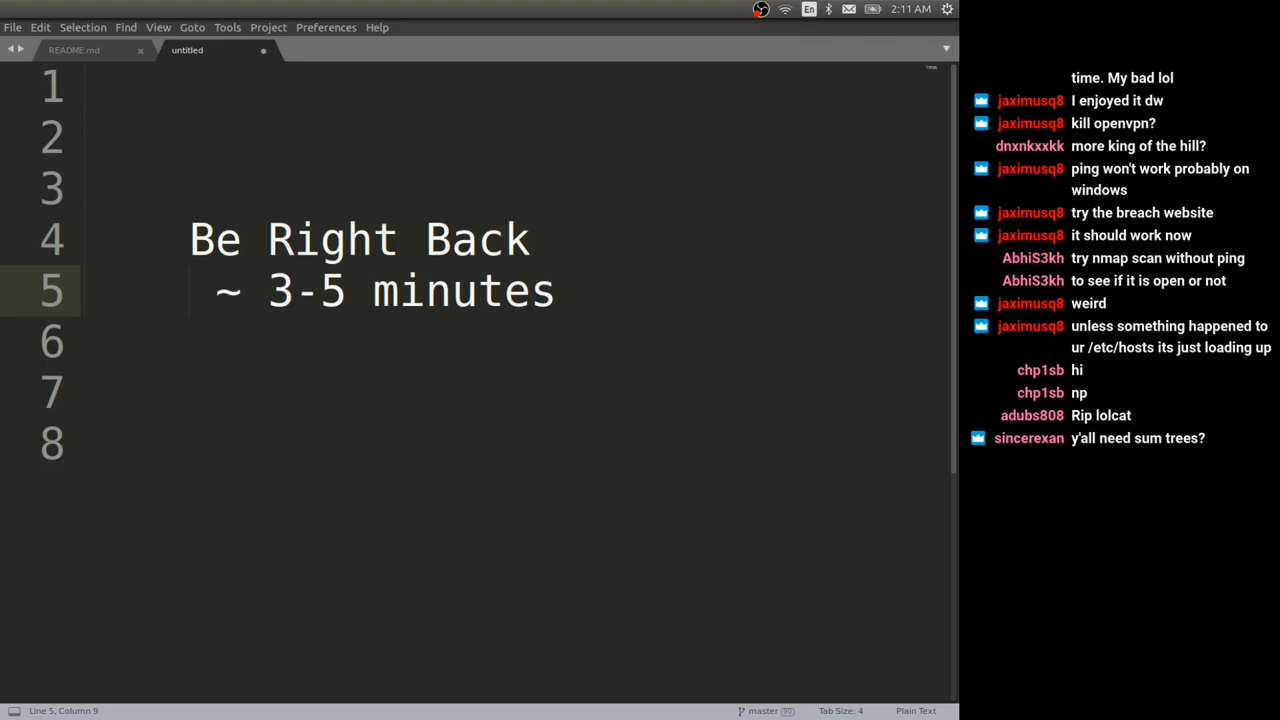 En 2:11 AM
File Edit Selection Find View Goto Tools Project Preferences Help
README.md × untitled
1
2
3
4 Be Right Back
5 ~ 3-5 minutes
6
7
8
Line 5, Column 9 master 90 Tab Size: 4 Plain Text
time. My bad lol
jaximusq8 I enjoyed it dw
jaximusq8 kill openvpn?
dnxnkxxkk more king of the hill?
jaximusq8 ping won't work probably on
windows
jaximusq8 try the breach website
jaximusq8 it should work now
AbhiS3kh try nmap scan without ping
AbhiS3kh to see if it is open or not
jaximusq8 weird
jaximusq8 unless something happened to
ur /etc/hosts its just loading up
chp1sb hi
chp1sb np
adubs808 Rip lolcat
sincerexan y'all need sum trees?